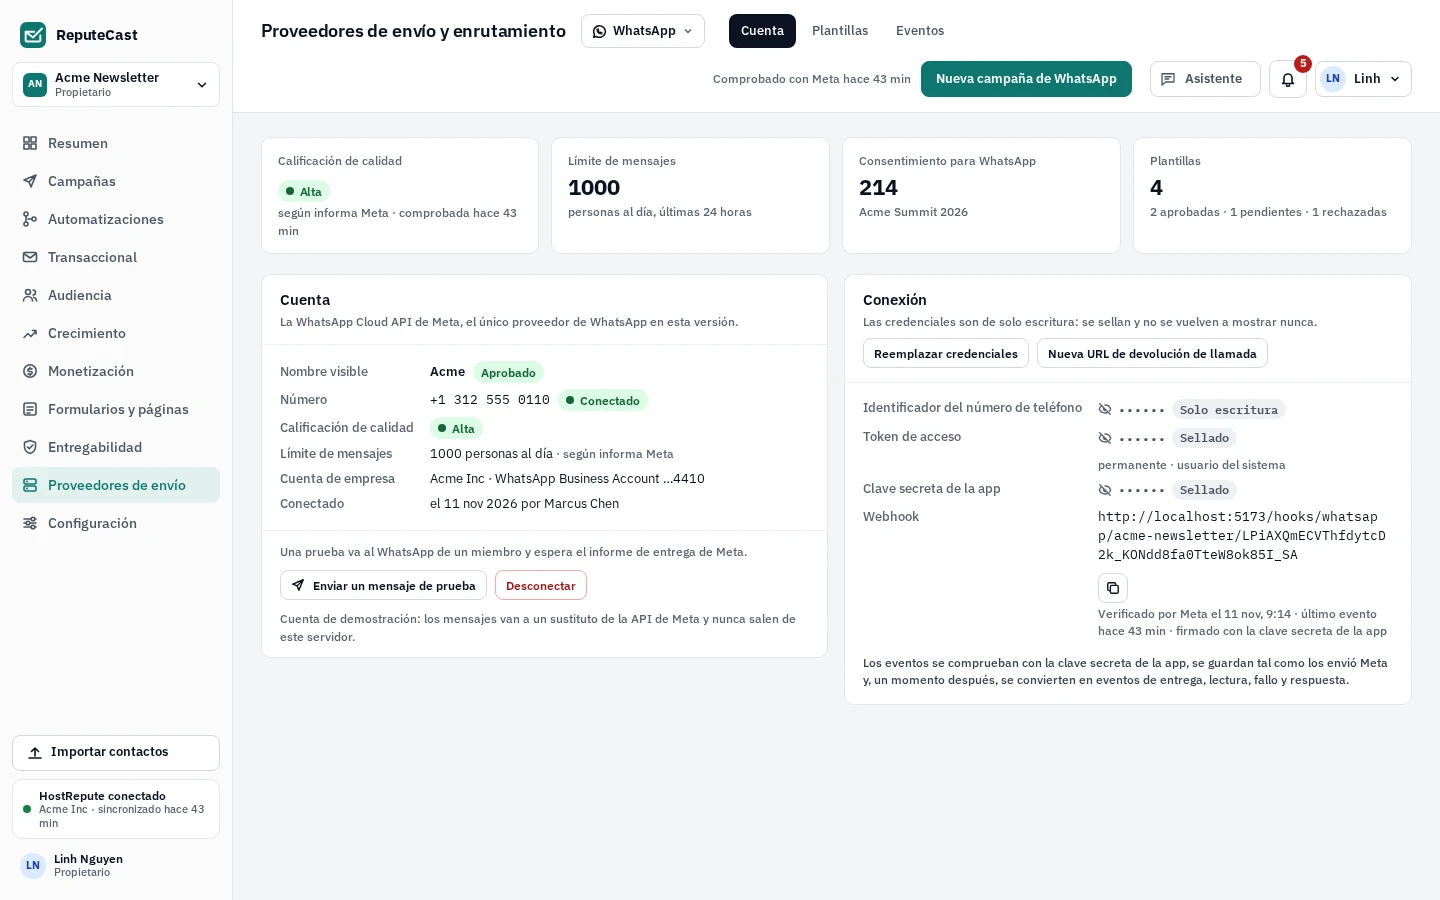 ReputeCast
AN
Acme Newsletter
Propietario
Resumen
Campañas
Automatizaciones
Transaccional
Audiencia
Crecimiento
Monetización
Formularios y páginas
Entregabilidad
Proveedores de envío
Configuración
Importar contactos
HostRepute conectado
Acme Inc · sincronizado hace 43
min
LN
Linh Nguyen
Propietario
Proveedores de envío y enrutamiento
WhatsApp
Cuenta
Plantillas
Eventos
Comprobado con Meta hace 43 min
Nueva campaña de WhatsApp
Asistente
5
LN
Linh
Calificación de calidad
Alta
según informa Meta · comprobada hace 43
min
Límite de mensajes
1000
personas al día, últimas 24 horas
Consentimiento para WhatsApp
214
Acme Summit 2026
Plantillas
4
2 aprobadas · 1 pendientes · 1 rechazadas
Cuenta
La WhatsApp Cloud API de Meta, el único proveedor de WhatsApp en esta versión.
Nombre visible
Acme
Aprobado
Número
+1 312 555 0110
Conectado
Calificación de calidad
Alta
Límite de mensajes
1000 personas al día · según informa Meta
Cuenta de empresa
Acme Inc · WhatsApp Business Account …4410
Conectado
el 11 nov 2026 por Marcus Chen
Una prueba va al WhatsApp de un miembro y espera el informe de entrega de Meta.
Enviar un mensaje de prueba
Desconectar
Cuenta de demostración: los mensajes van a un sustituto de la API de Meta y nunca salen de
este servidor.
Conexión
Las credenciales son de solo escritura: se sellan y no se vuelven a mostrar nunca.
Reemplazar credenciales
Nueva URL de devolución de llamada
Identificador del número de teléfono
••••••
Solo escritura
Token de acceso
••••••
Sellado
permanente · usuario del sistema
Clave secreta de la app
••••••
Sellado
Webhook
http://localhost:5173/hooks/whatsap
p/acme-newsletter/LPiAXQmECVThfdytcD
2k_KONdd8fa0TteW8ok85I_SA
Verificado por Meta el 11 nov, 9:14 · último evento
hace 43 min · firmado con la clave secreta de la app
Los eventos se comprueban con la clave secreta de la app, se guardan tal como los envió Meta
y, un momento después, se convierten en eventos de entrega, lectura, fallo y respuesta.